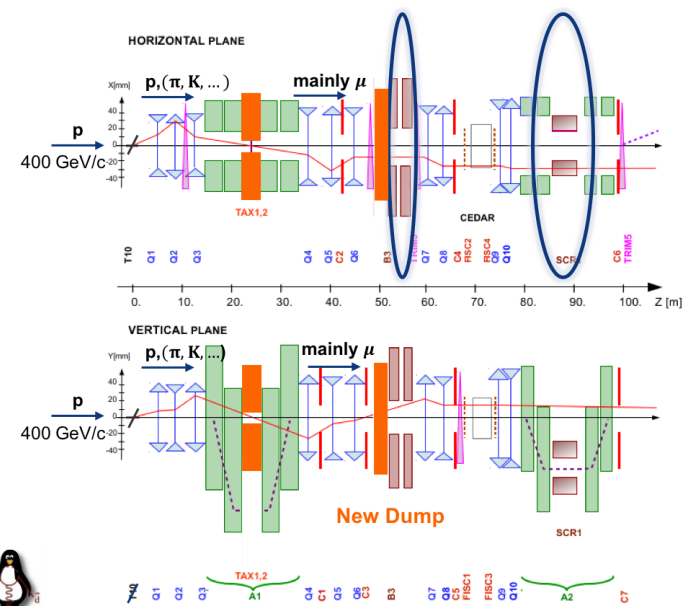 HORIZONTAL PLANE
p,(π, K, …)
mainly μ
X[mm]
40
20
0
-20
-40
p
400 GeV/c
TAX1,2
CEDAR
T10
Q1
Q2
Q3
Q4
Q5
C2
Q6
B3
Q7
Q8
C4
FISC2
FISC4
Q9
Q10
C6
TRIM5
0. 10. 20. 30. 40. 50. 60. 70. 80. 90. 100. Z [m]
VERTICAL PLANE
p,(π, K, …)
mainly μ
Y[mm]
40
20
0
-20
-40
p
400 GeV/c
New Dump
SCR1
TAX1,2
Q1
Q2
Q3
A1
Q4
C1
Q5
Q6
C3
B3
Q7
Q8
C5
FISC1
FISC3
Q9
Q10
A2
C7